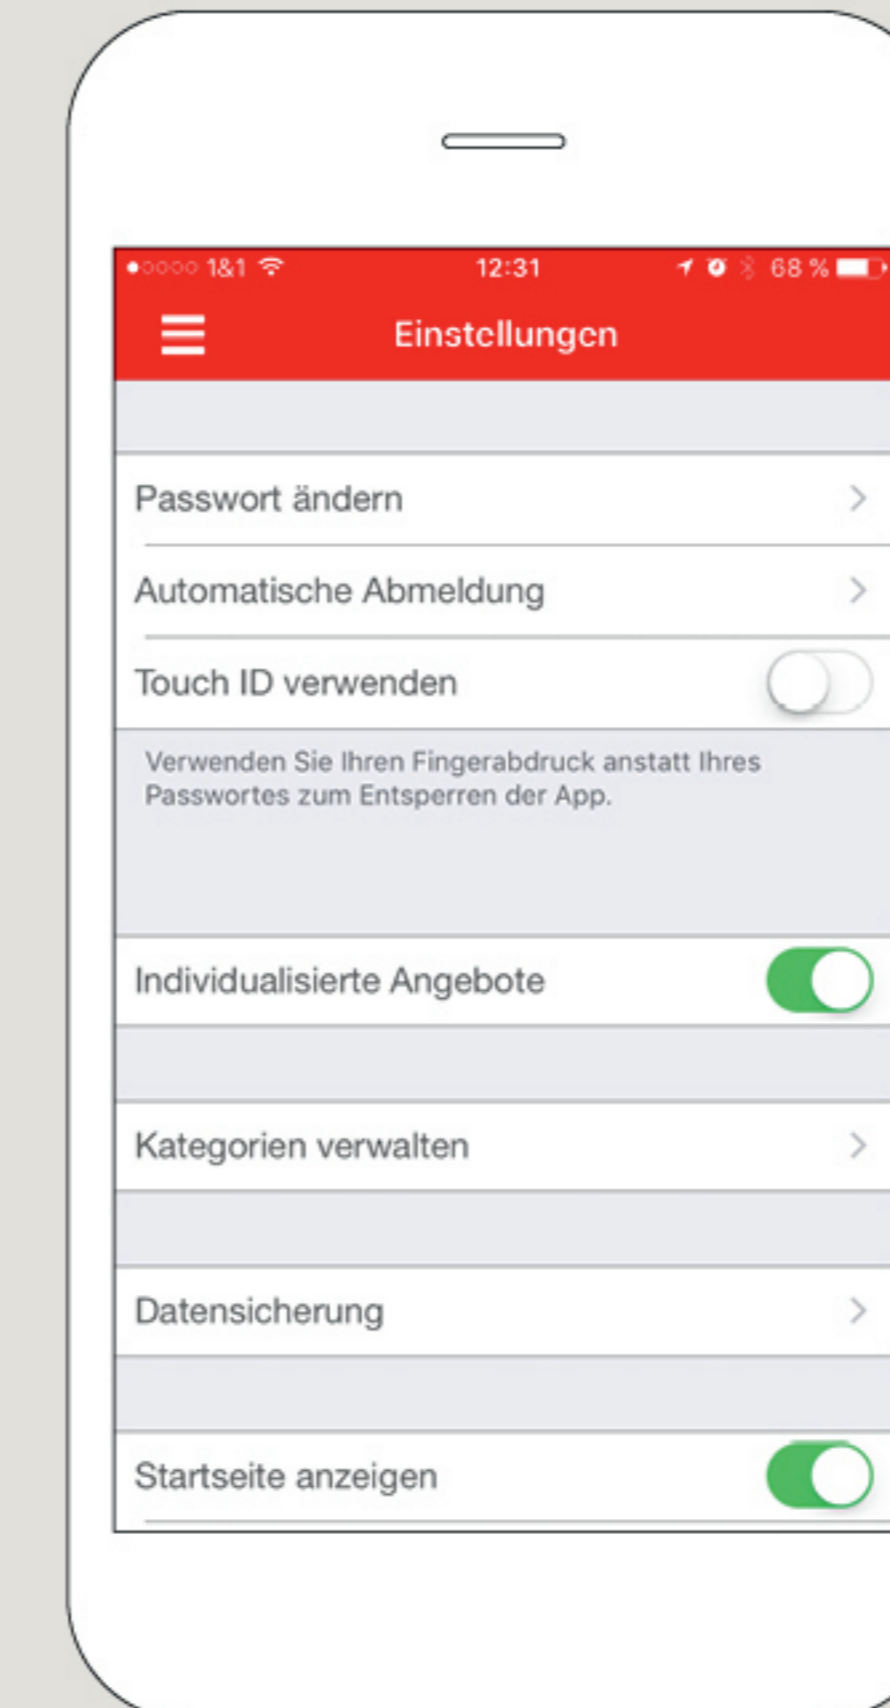 1&1 12:31 68 %
Einstellungen
Passwort ändern
Automatische Abmeldung
Touch ID verwenden
Verwenden Sie Ihren Fingerabdruck anstatt Ihres
Passwortes zum Entsperren der App.
Individualisierte Angebote
Kategorien verwalten
Datensicherung
Startseite anzeigen